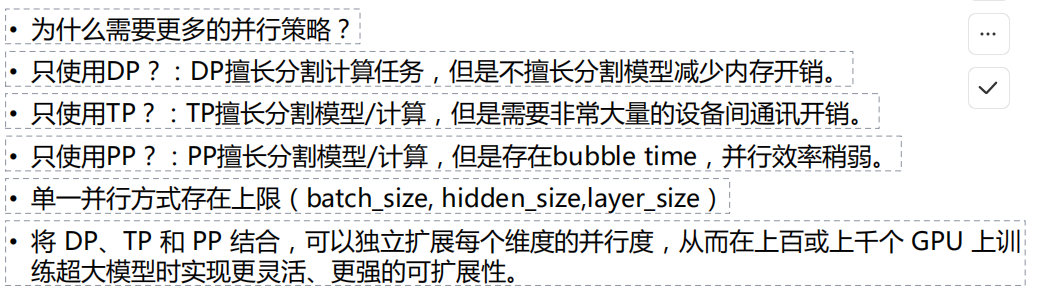 • 为什么需要更多的并行策略？
• 只使用DP？：DP擅长分割计算任务，但是不擅长分割模型减少内存开销。
• 只使用TP？：TP擅长分割模型/计算，但是需要非常大量的设备间通讯开销。
• 只使用PP？：PP擅长分割模型/计算，但是存在bubble time，并行效率稍弱。
• 单一并行方式存在上限（batch_size, hidden_size,layer_size）
• 将 DP、TP 和 PP 结合，可以独立扩展每个维度的并行度，从而在上百或上千个 GPU 上训
练超大模型时实现更灵活、更强的可扩展性。